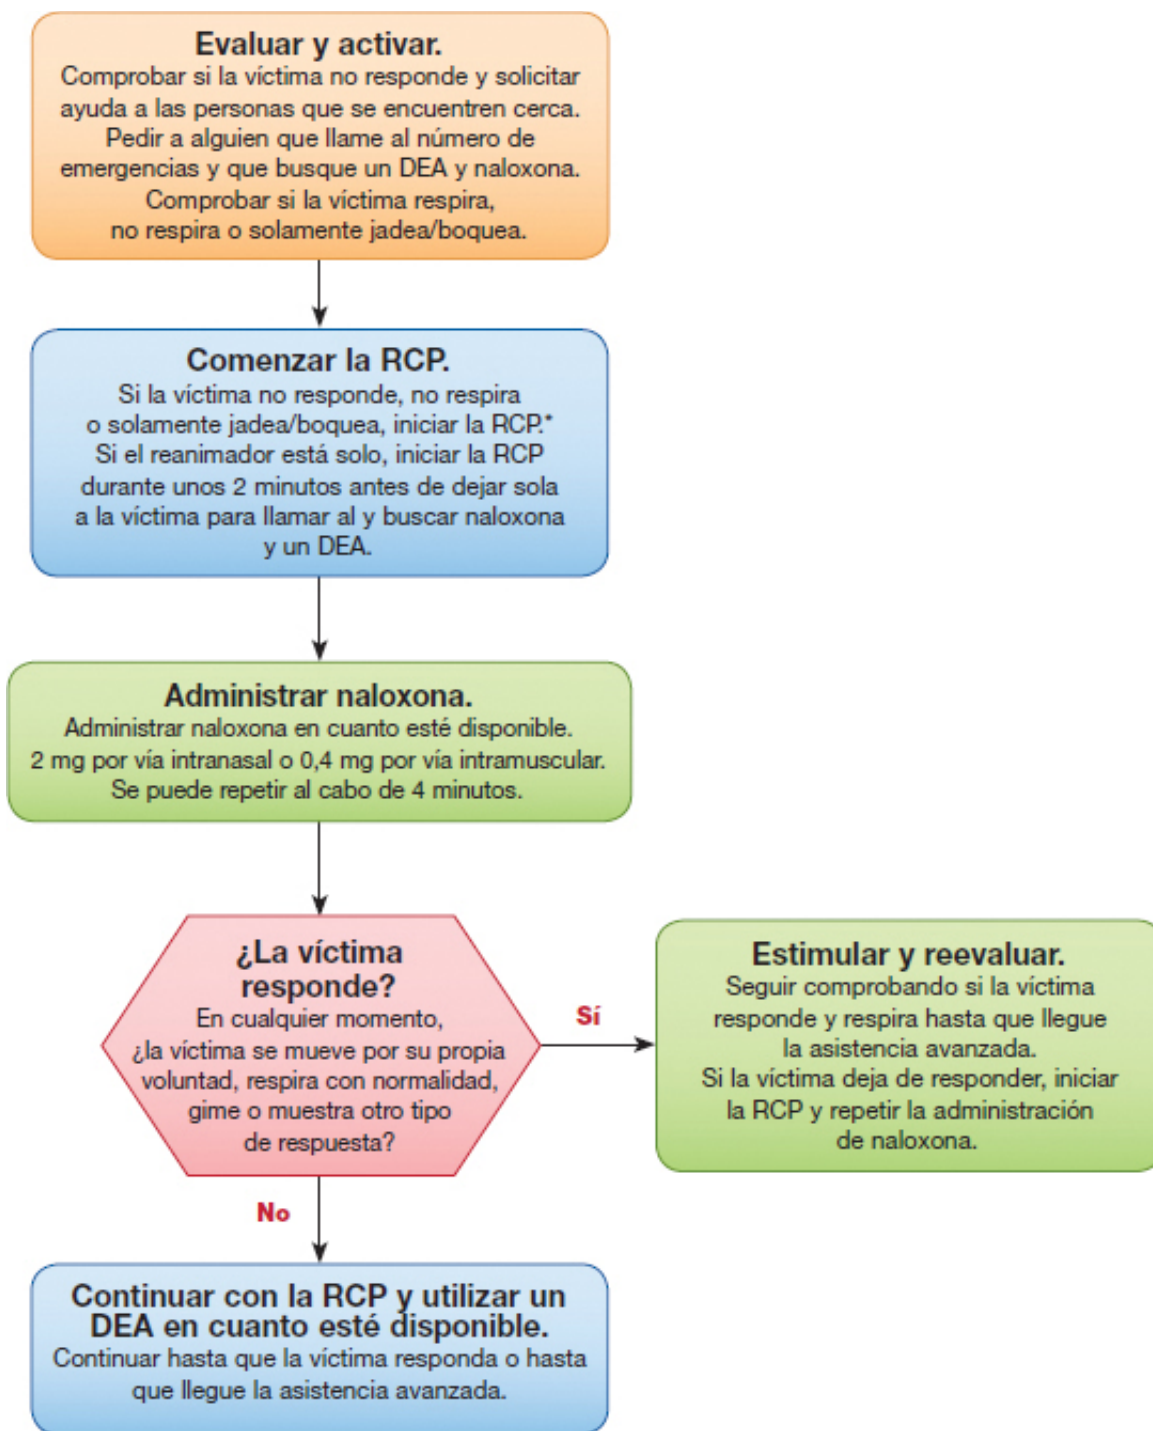 Evaluar y activar.
Comprobar si la víctima no responde y solicitar
ayuda a las personas que se encuentren cerca.
Pedir a alguien que llame al número de
emergencias y que busque un DEA y naloxona.
Comprobar si la víctima respira,
no respira o solamente jadea/boquea.
Comenzar la RCP.
Si la víctima no responde, no respira
o solamente jadea/boquea, iniciar la RCP.*
Si el reanimador está solo, iniciar la RCP
durante unos 2 minutos antes de dejar sola
a la víctima para llamar al y buscar naloxona
y un DEA.
Administrar naloxona.
Administrar naloxona en cuanto esté disponible.
2 mg por vía intranasal o 0,4 mg por vía intramuscular.
Se puede repetir al cabo de 4 minutos.
¿La víctima
responde?
En cualquier momento,
¿la víctima se mueve por su propia
voluntad, respira con normalidad,
gime o muestra otro tipo
de respuesta?
Sí
Estimular y reevaluar.
Seguir comprobando si la víctima
responde y respira hasta que llegue
la asistencia avanzada.
Si la víctima deja de responder, iniciar
la RCP y repetir la administración
de naloxona.
No
Continuar con la RCP y utilizar un
DEA en cuanto esté disponible.
Continuar hasta que la víctima responda o hasta
que llegue la asistencia avanzada.